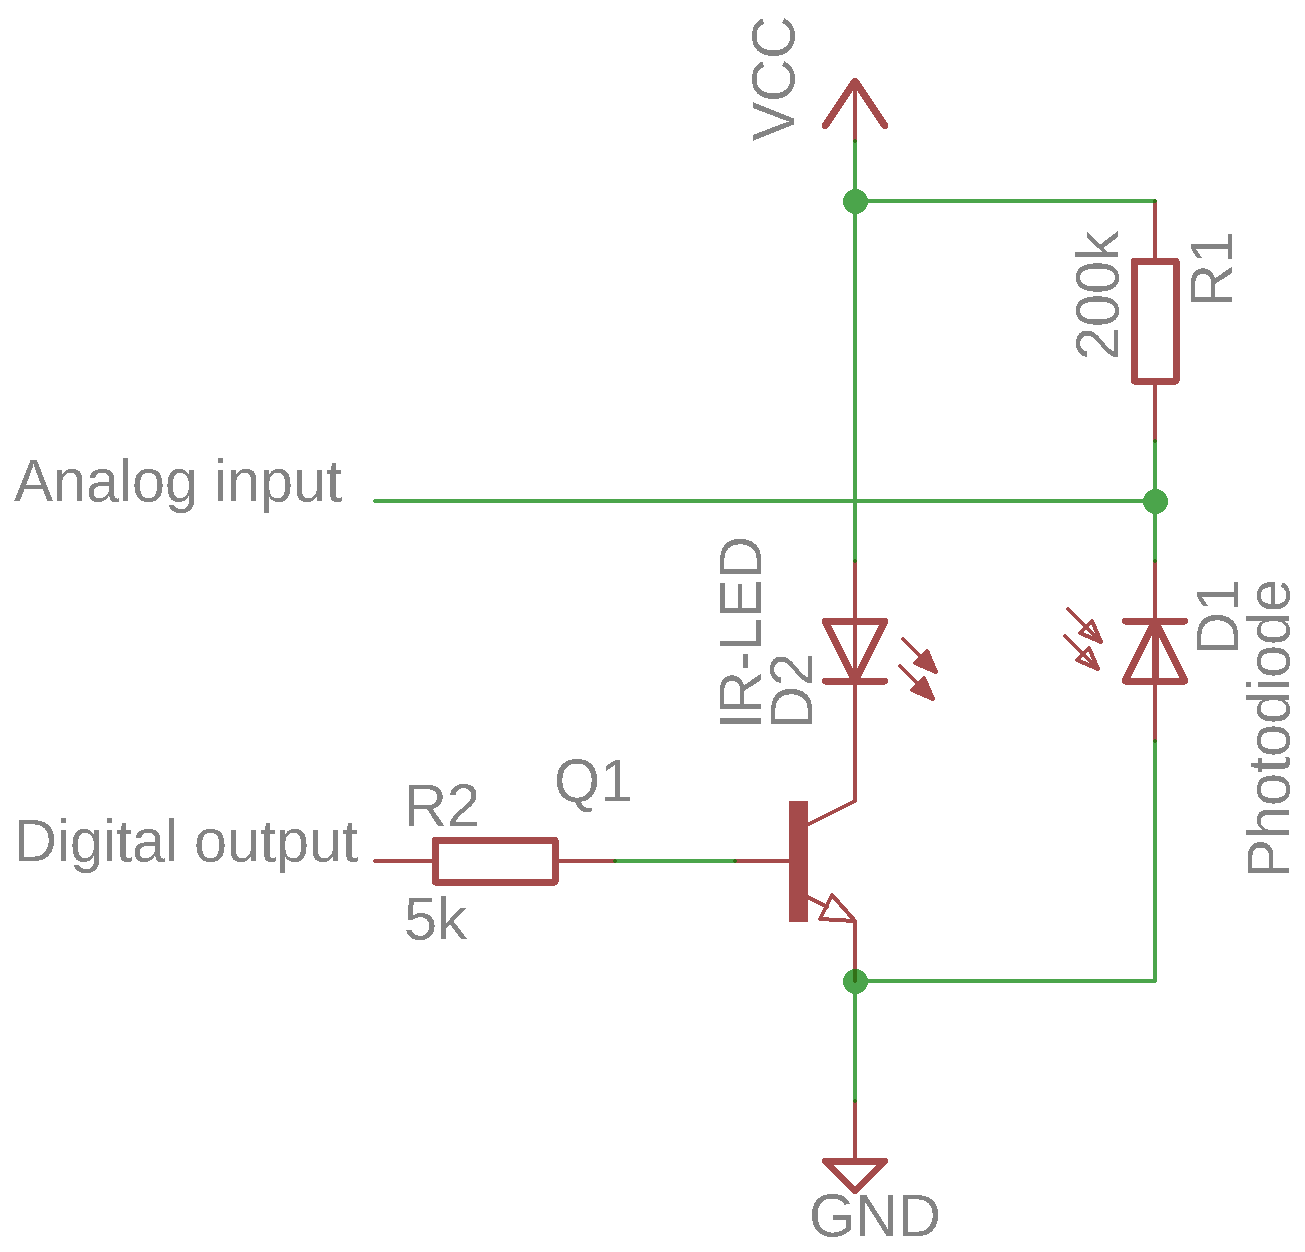 VCC
200k
R1
Analog input
IR-LED
D2
D1
Photodiode
R2
Q1
Digital output
5k
GND